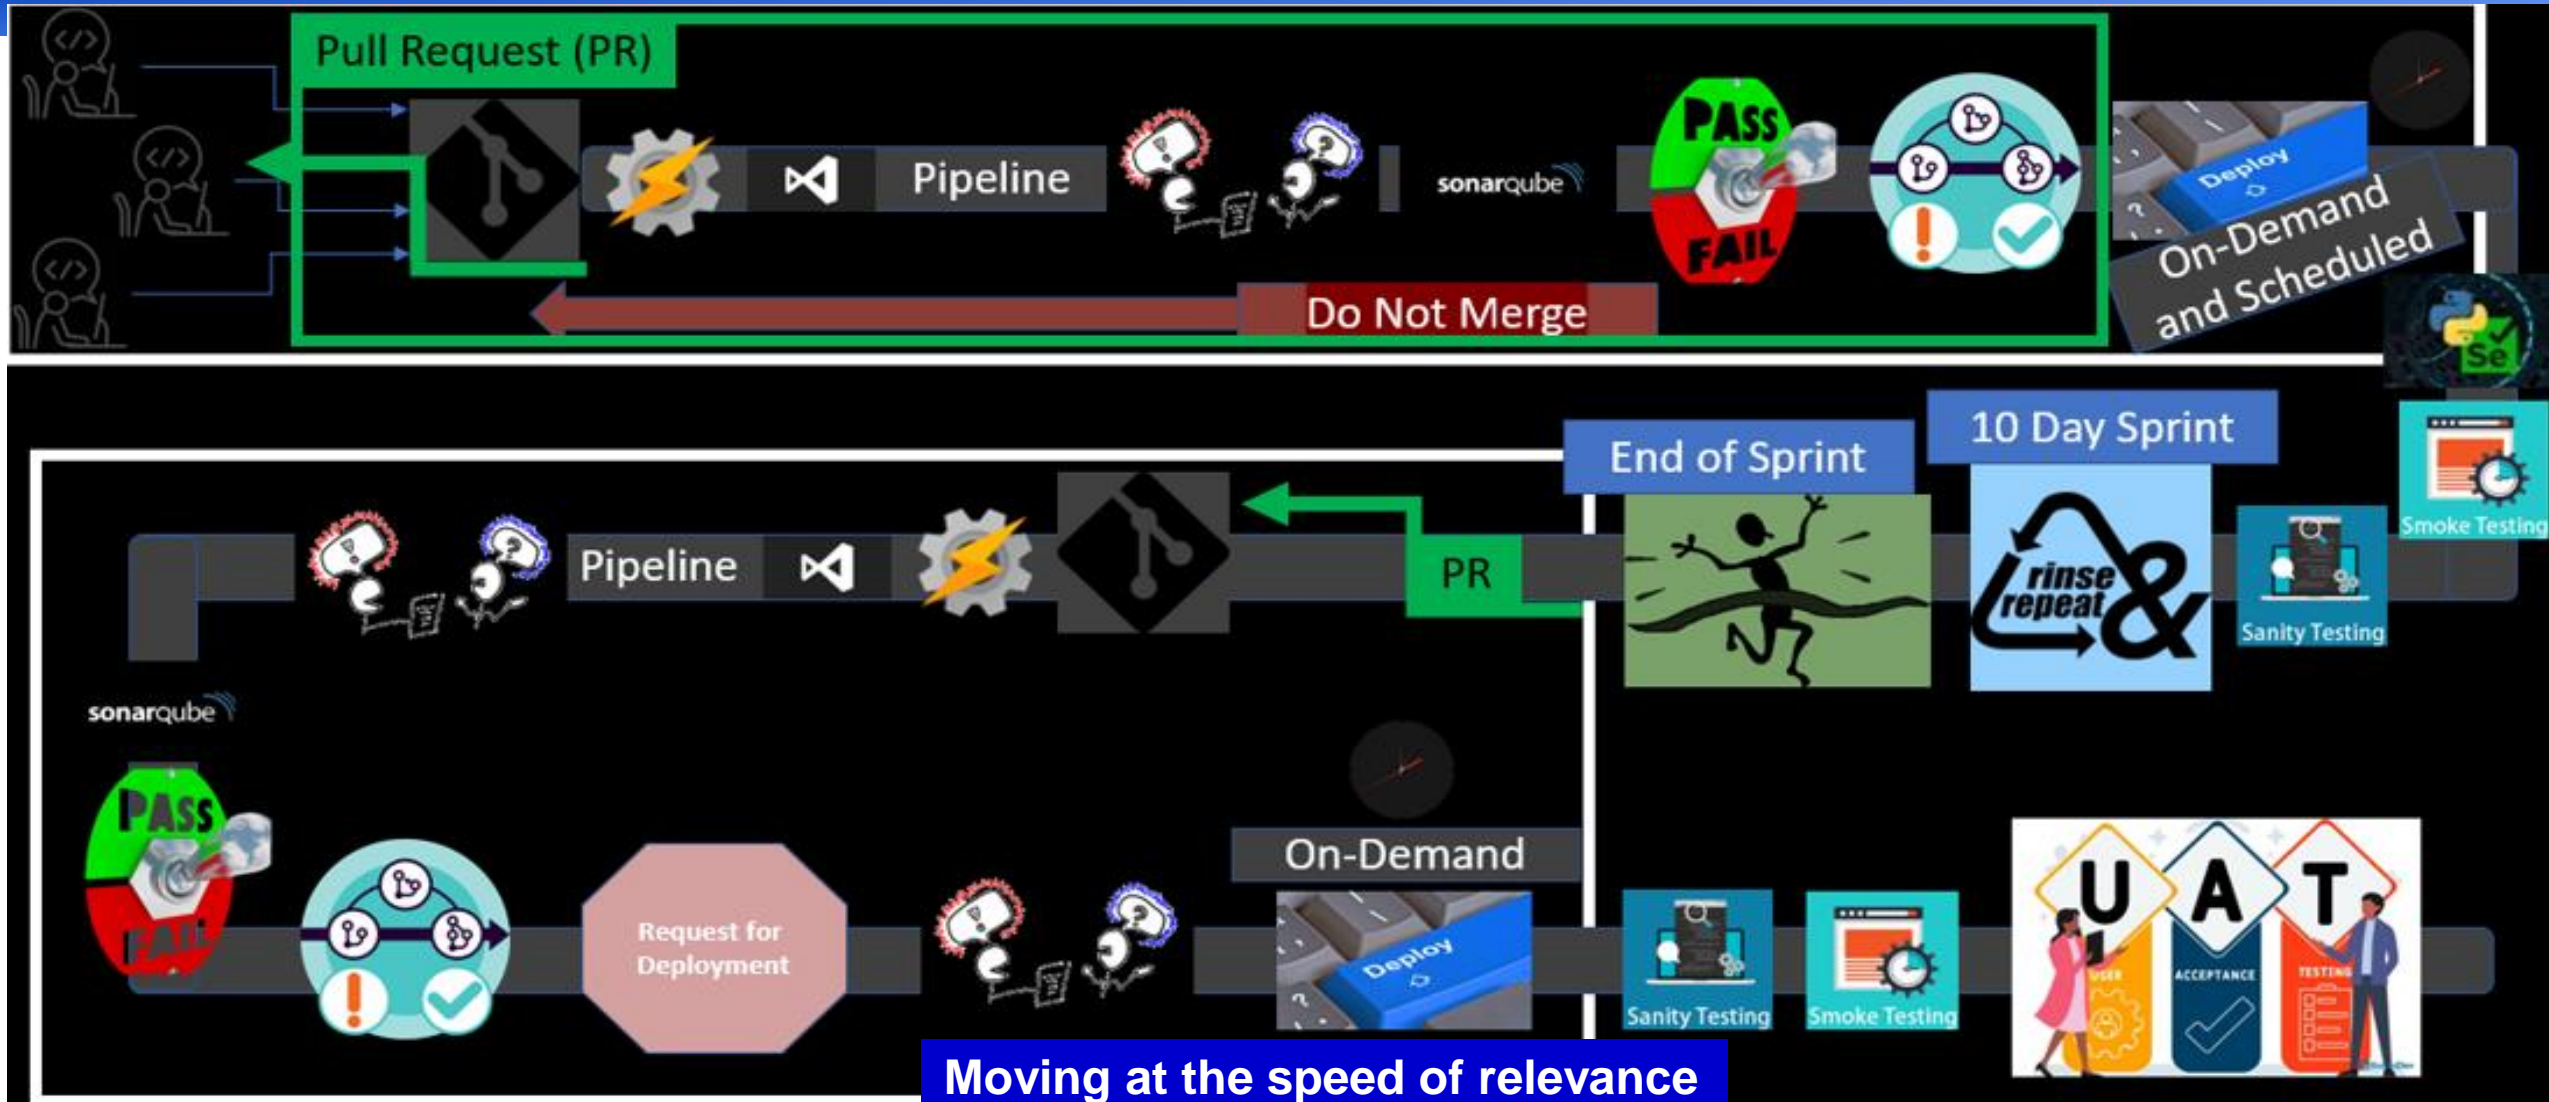 Pull Request (PR)
</>
</>
</>
Pipeline
sonarqube
PASS
FAIL
Deploy
On-Demand
and Scheduled
Do Not Merge
Se
Smoke Testing
10 Day Sprint
End of Sprint
rinse
repeat
&
Sanity Testing
PR
Pipeline
sonarqube
PASS
FAIL
Request for
Deployment
On-Demand
Deploy
Sanity Testing
Smoke Testing
U A T
USER ACCEPTANCE TESTING
Moving at the speed of relevance